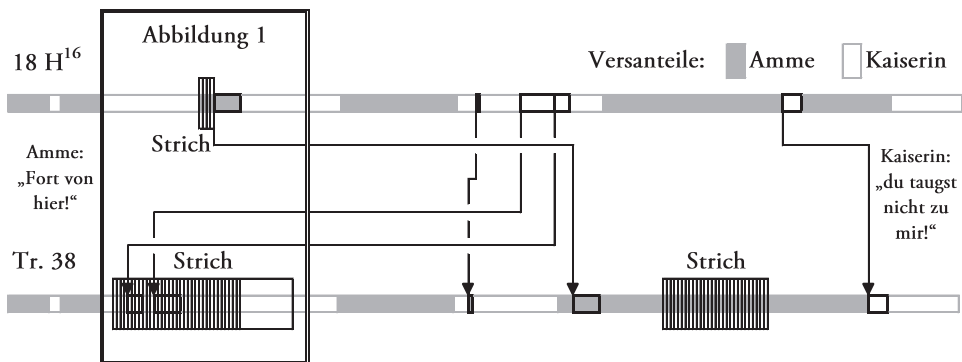 Abbildung 1
18 H16
Versanteile: Amme Kaiserin
Strich
Amme:
„Fort von
hier!“
Kaiserin:
„du taugst
nicht zu
mir!“
Tr. 38
Strich
Strich